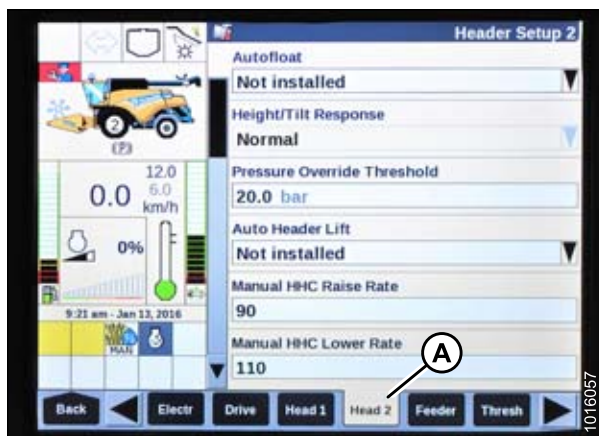 Header Setup 2
Autofloat
Not installed
Height/Tilt Response
Normal
Pressure Override Threshold
20.0 bar
Auto Header Lift
Not installed
Manual HHC Raise Rate
90
Manual HHC Lower Rate
110
2
(P)
12.0
0.0 6.0
km/h
0%
9:21 am - Jan 13, 2016
MAN
A
Back Electr Drive Head 1 Head 2 Feeder Thresh
1016057